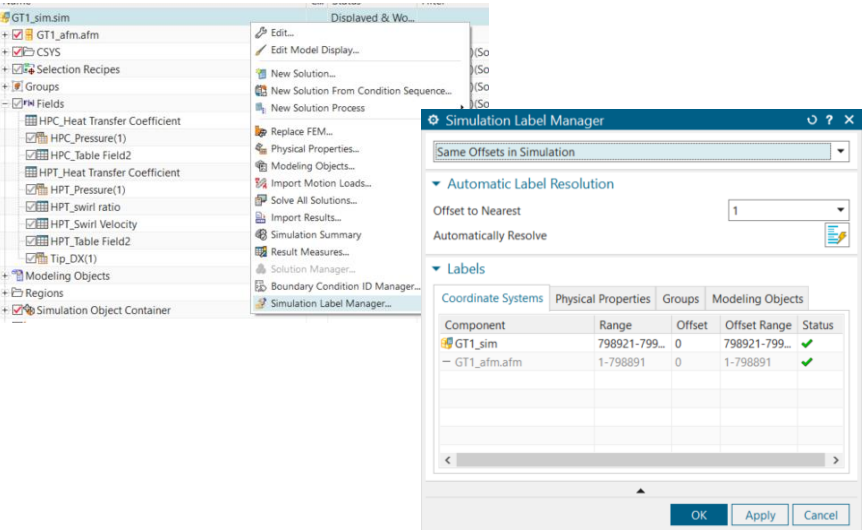 GT1_sim.sim
Displayed & Wo...
GT1_afm.afm
CSYS
Selection Recipes
Groups
Fields
HPC_Heat Transfer Coefficient
HPC_Pressure(1)
HPC_Table Field2
HPT_Heat Transfer Coefficient
HPT_Pressure(1)
HPT_swirl ratio
HPT_Swirl Velocity
HPT_Table Field2
Tip_DX(1)
Modeling Objects
Regions
Simulation Object Container
Edit...
Edit Model Display...
New Solution...
New Solution From Condition Sequence...
New Solution Process
Replace FEM...
Physical Properties...
Modeling Objects...
Import Motion Loads...
Solve All Solutions...
Import Results...
Simulation Summary
Result Measures...
Solution Manager...
Boundary Condition ID Manager...
Simulation Label Manager...
)(So
)(So
)(So
)(So
Simulation Label Manager
Same Offsets in Simulation
Automatic Label Resolution
Offset to Nearest 1
Automatically Resolve
Labels
Coordinate Systems Physical Properties Groups Modeling Objects
Component Range Offset Offset Range Status
GT1_sim 798921-799... 0 798921-799...
GT1_afm.afm 1-798891 0 1-798891
OK Apply Cancel